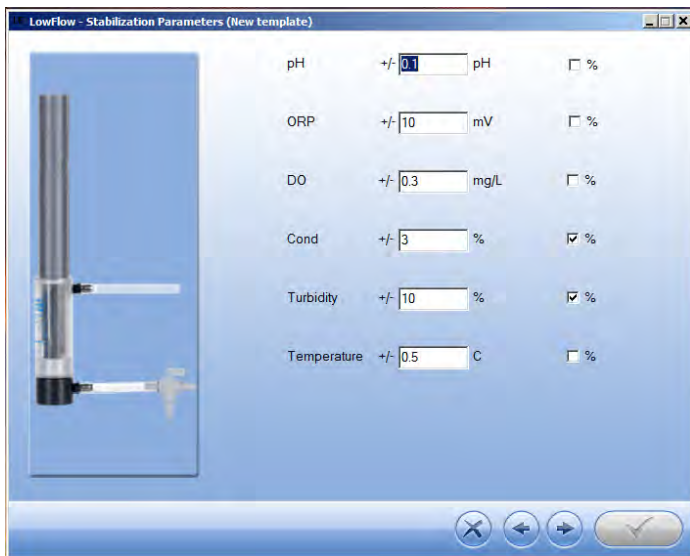 LowFlow - Stabilization Parameters (New template)
pH +/- 0.1 pH %
ORP +/- 10 mV %
DO +/- 0.3 mg/L %
Cond +/- 3 % %
Turbidity +/- 10 % %
Temperature +/- 0.5 C %